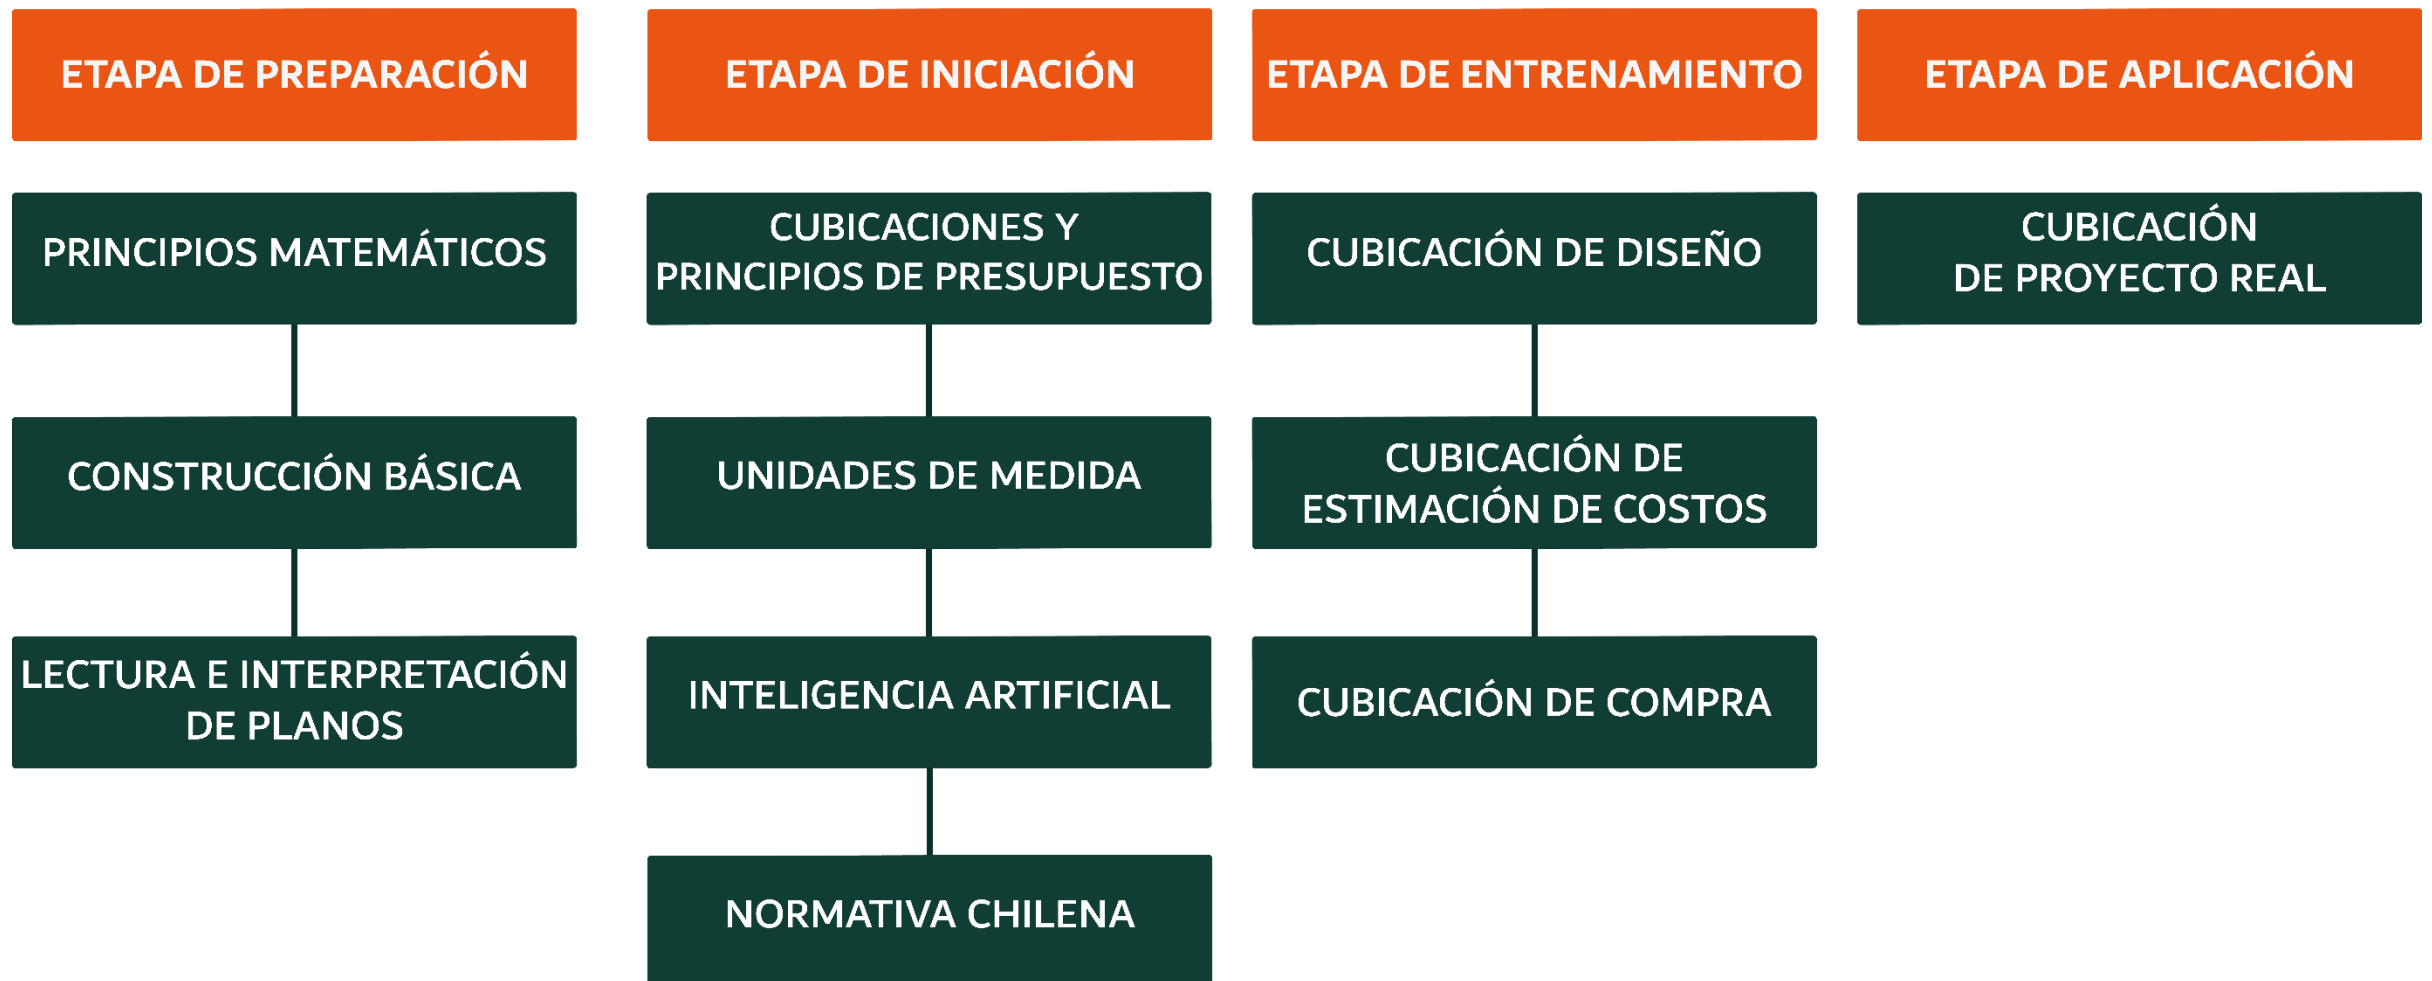 ETAPA DE PREPARACIÓN
PRINCIPIOS MATEMÁTICOS
CONSTRUCCIÓN BÁSICA
LECTURA E INTERPRETACIÓN
DE PLANOS
ETAPA DE INICIACIÓN
CUBICACIONES Y
PRINCIPIOS DE PRESUPUESTO
UNIDADES DE MEDIDA
INTELIGENCIA ARTIFICIAL
NORMATIVA CHILENA
ETAPA DE ENTRENAMIENTO
CUBICACIÓN DE DISEÑO
CUBICACIÓN DE
ESTIMACIÓN DE COSTOS
CUBICACIÓN DE COMPRA
ETAPA DE APLICACIÓN
CUBICACIÓN
DE PROYECTO REAL